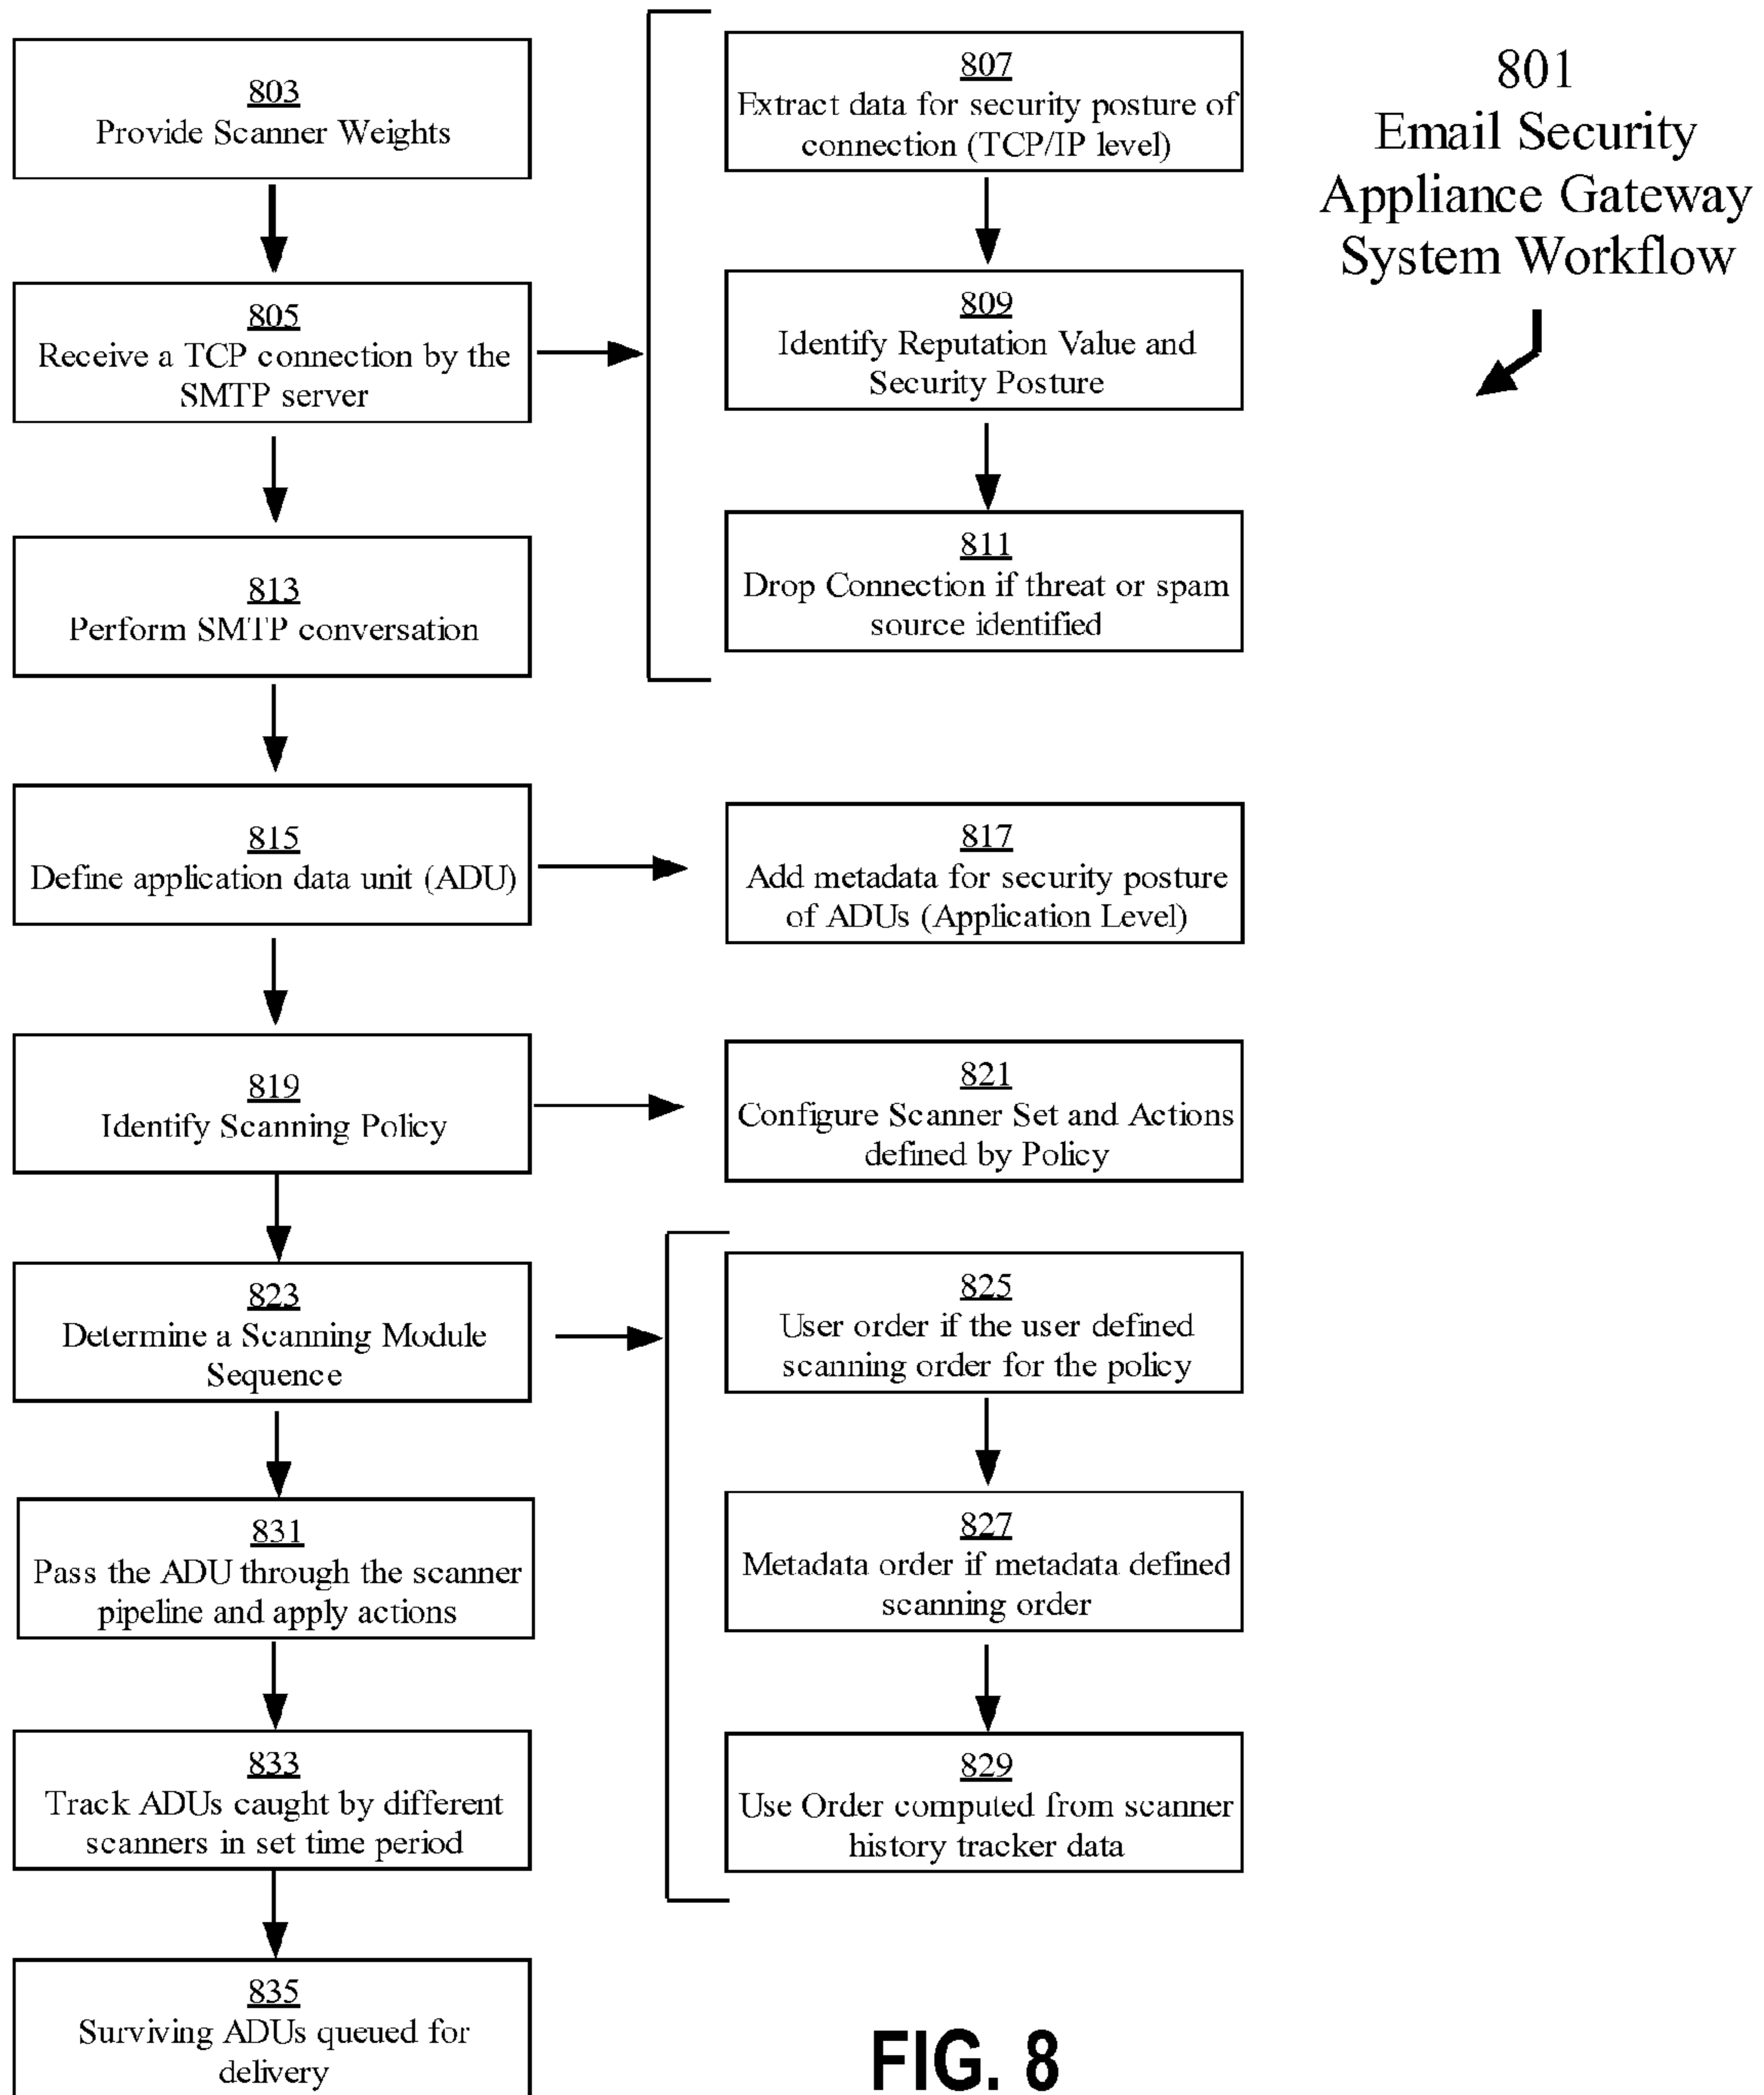 803
Provide Scanner Weights
805
Receive a TCP connection by the
SMTP server
807
Extract data for security posture of
connection (TCP/IP level)
809
Identify Reputation Value and
Security Posture
811
Drop Connection if threat or spam
source identified
801
Email Security
Appliance Gateway
System Workflow
813
Perform SMTP conversation
815
Define application data unit (ADU)
817
Add metadata for security posture
of ADUs (Application Level)
819
Identify Scanning Policy
821
Configure Scanner Set and Actions
defined by Policy
823
Determine a Scanning Module
Sequence
825
User order if the user defined
scanning order for the policy
827
Metadata order if metadata defined
scanning order
829
Use Order computed from scanner
history tracker data
831
Pass the ADU through the scanner
pipeline and apply actions
833
Track ADUs caught by different
scanners in set time period
835
Surviving ADUs queued for
delivery
FIG. 8